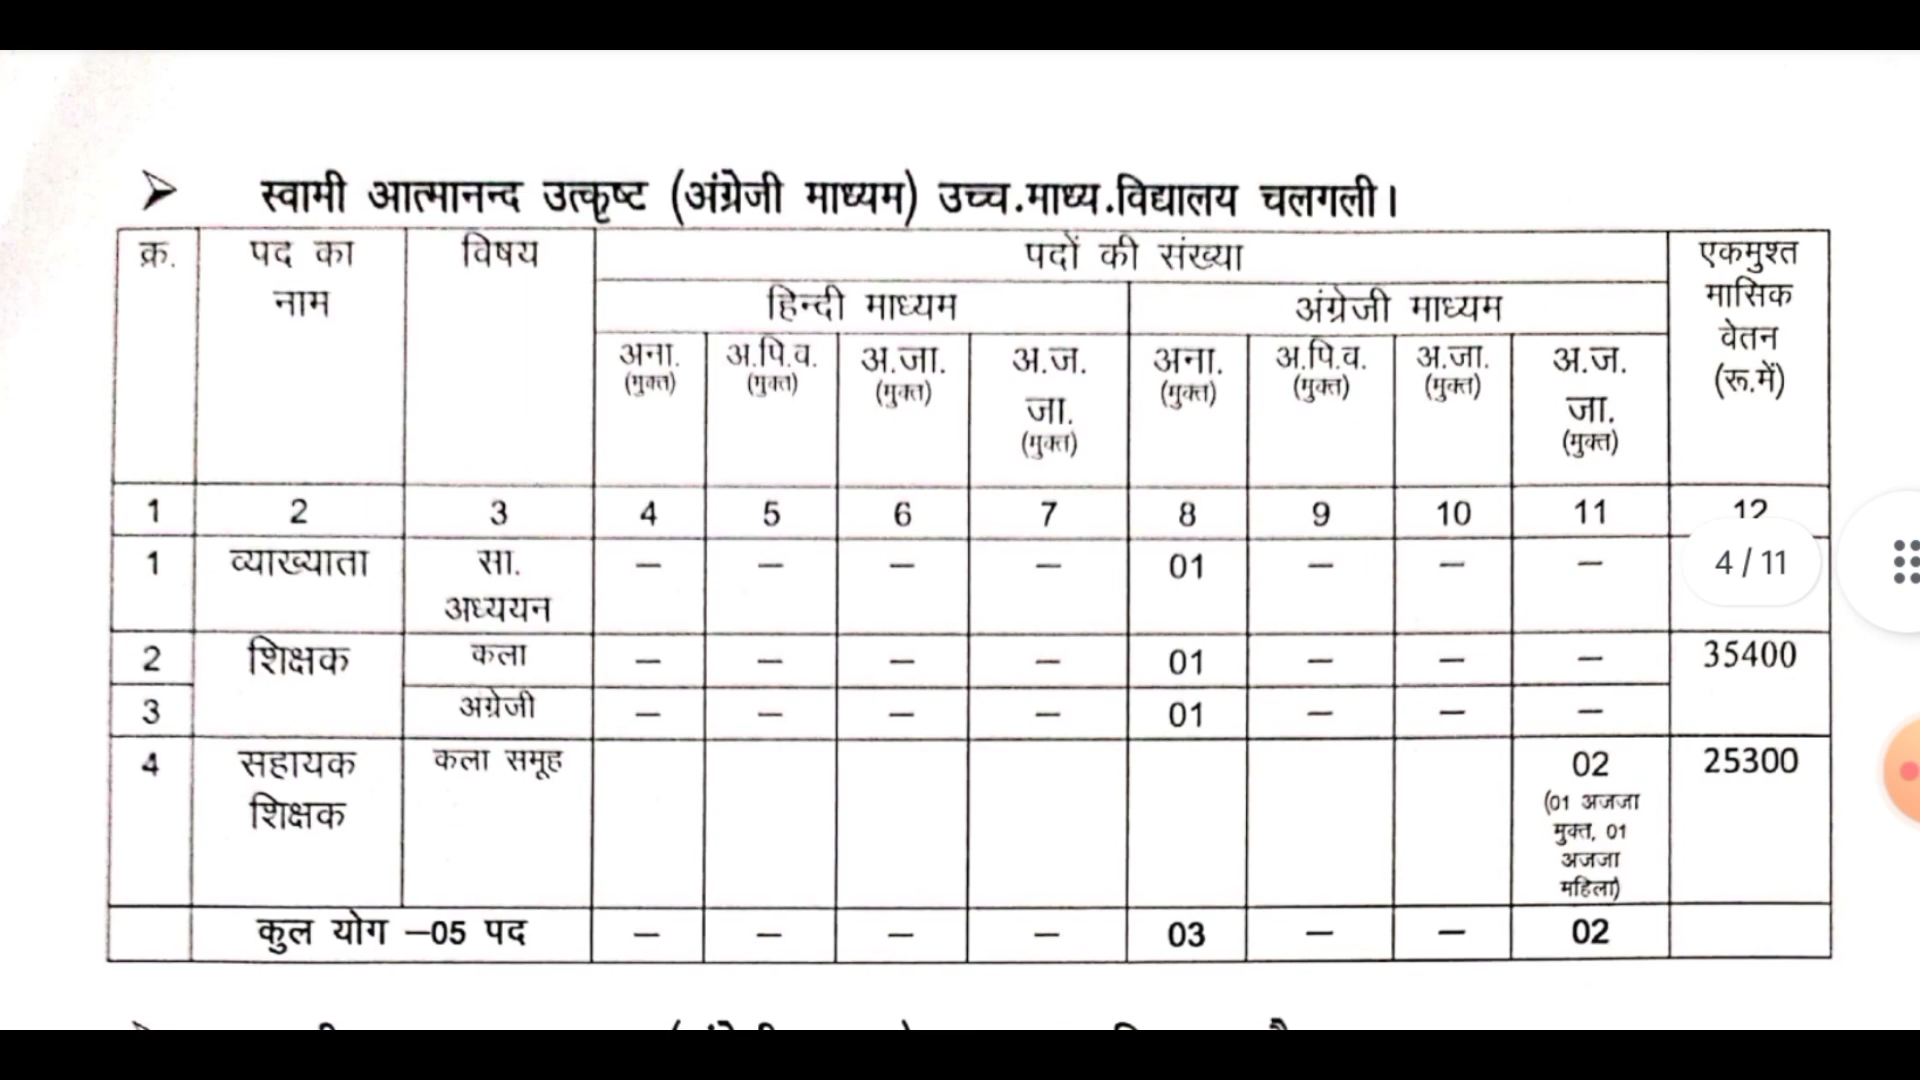 स्वामी आत्मानन्द उत्कृष्ट (अंग्रेजी माध्यम) उच्च.माध्य.विद्यालय चलगली।
क्र. पद का नाम विषय पदों की संख्या एकमुश्त मासिक वेतन (रू.में)
हिन्दी माध्यम अंग्रेजी माध्यम
अना. (मुक्त) अ.पि.व. (मुक्त) अ.जा. (मुक्त) अ.ज. जा. (मुक्त) अना. (मुक्त) अ.पि.व. (मुक्त) अ.जा. (मुक्त) अ.ज. जा. (मुक्त)
1 2 3 4 5 6 7 8 9 10 11 12
1 व्याख्याता सा. अध्ययन – – – – 01 – – –
4 / 11
2 शिक्षक कला – – – – 01 – – – 35400
3 अग्रेजी – – – – 01 – – –
4 सहायक शिक्षक कला समूह 02 (01 अजजा मुक्त, 01 अजजा महिला) 25300
कुल योग –05 पद – – – – 03 – – 02